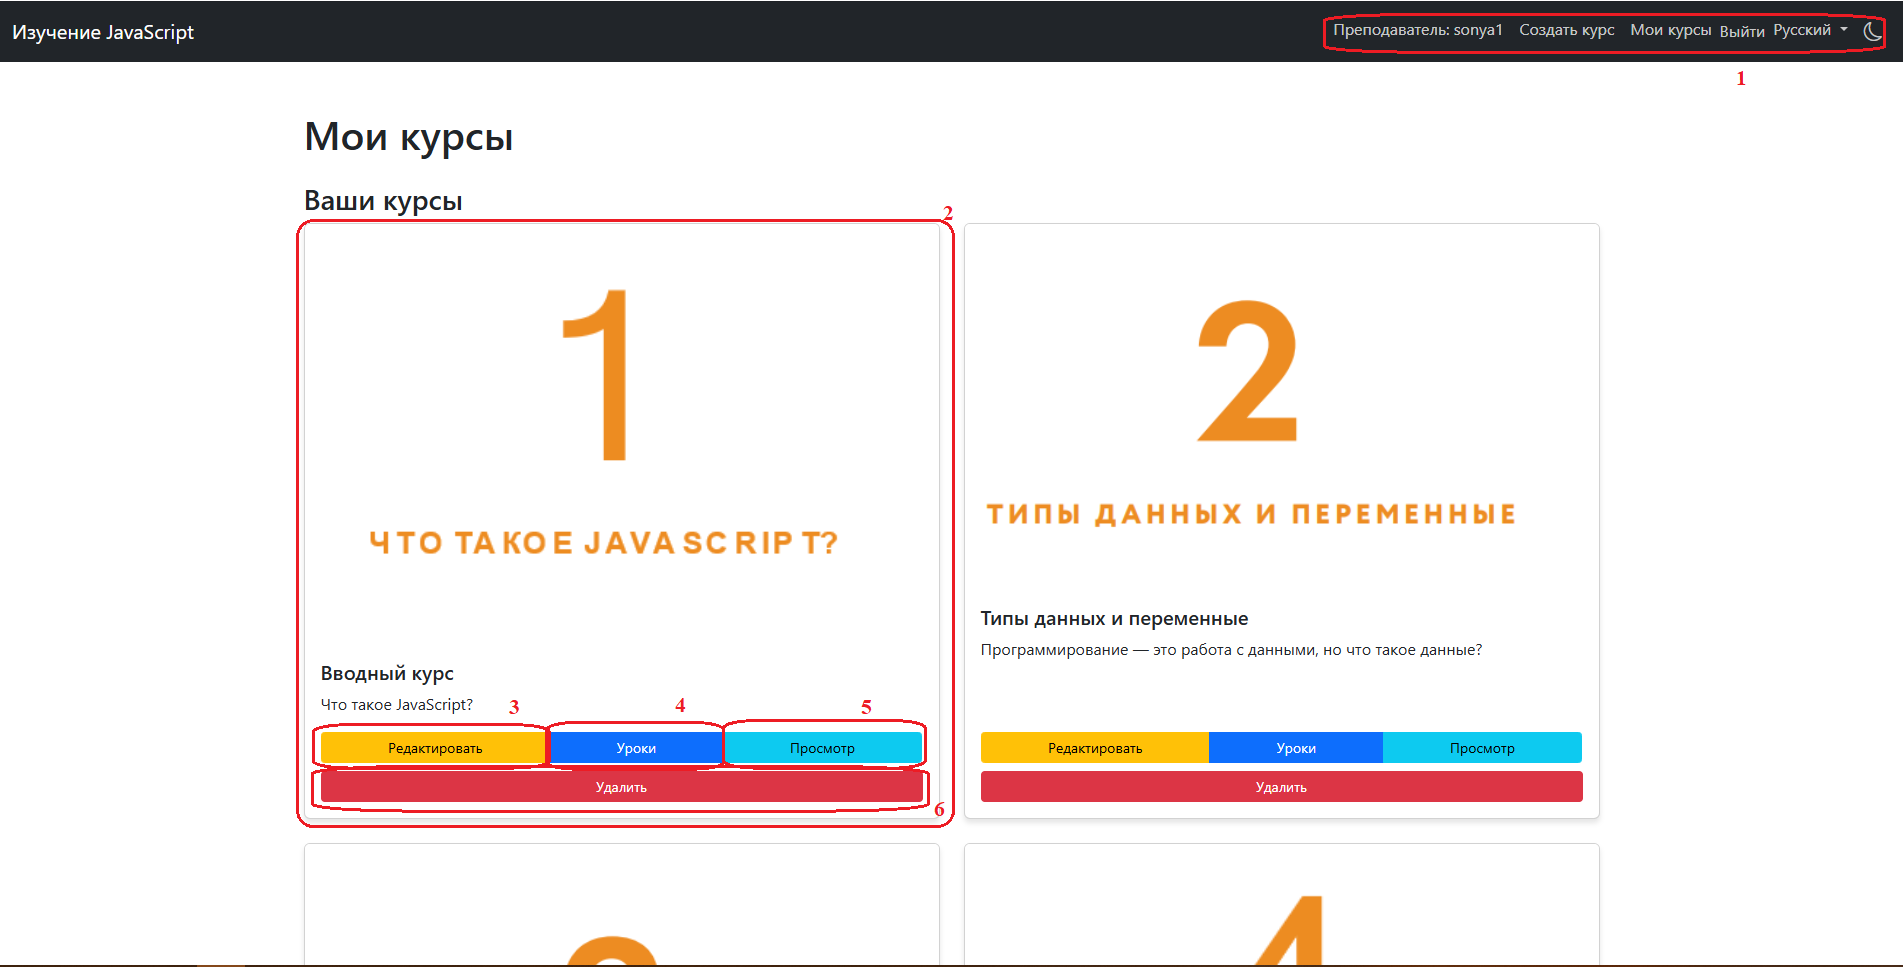 Изучение JavaScript
Преподаватель: sonya1 Создать курс Мои курсы Выйти Русский
1
Мои курсы
Ваши курсы
2
1
ЧТО ТАКОЕ JAVASCRIPT?
Вводный курс
Что такое JavaScript?
3 4 5
Редактировать Уроки Просмотр
Удалить
6
2
ТИПЫ ДАННЫХ И ПЕРЕМЕННЫЕ
Типы данных и переменные
Программирование — это работа с данными, но что такое данные?
Редактировать Уроки Просмотр
Удалить
4